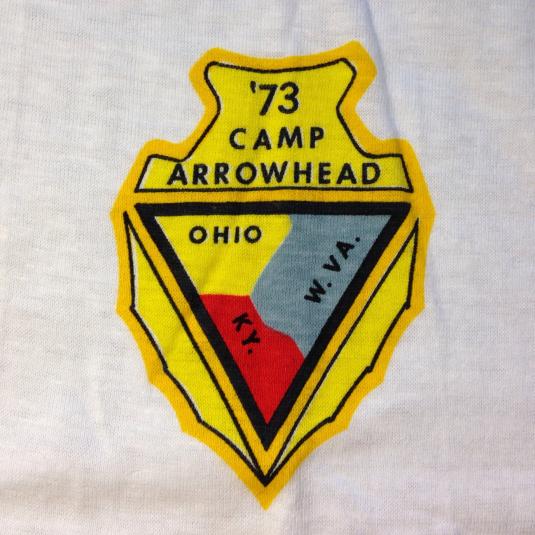 '73
CAMP
ARROWHEAD
OHIO
W. VA.
KY.